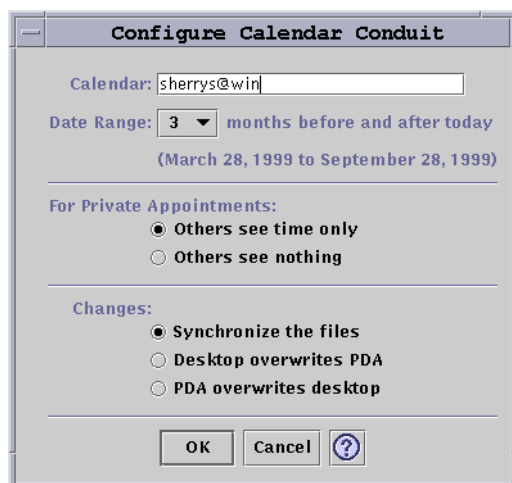 Configure Calendar Conduit
Calendar: sherrys@win
Date Range: 3 months before and after today
(March 28, 1999 to September 28, 1999)
For Private Appointments:
Others see time only
Others see nothing
Changes:
Synchronize the files
Desktop overwrites PDA
PDA overwrites desktop
OK Cancel ?